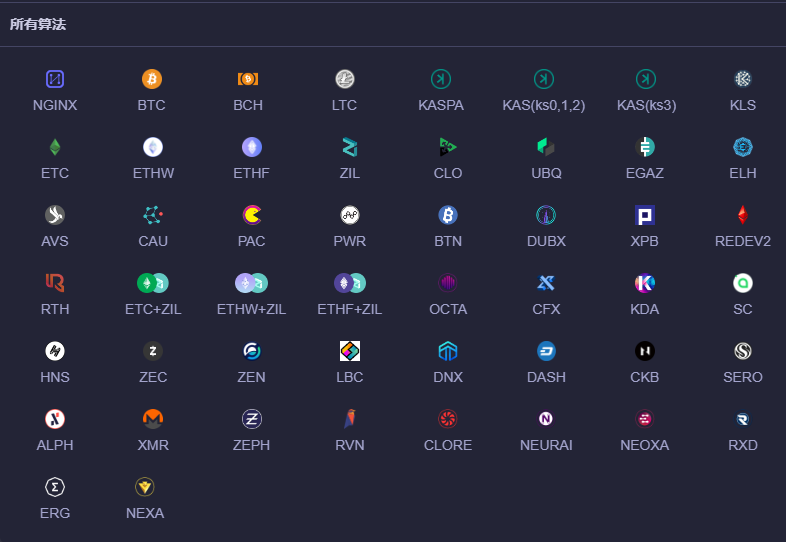 所有算法
NGINX BTC BCH LTC KASPA KAS(ks0,1,2) KAS(ks3) KLS
ETC ETHW ETHF ZIL CLO UBQ EGAZ ELH
AVS CAU PAC PWR BTN DUBX XPB REDEV2
RTH ETC+ZIL ETHW+ZIL ETHF+ZIL OCTA CFX KDA SC
HNS ZEC ZEN LBC DNX DASH CKB SERO
ALPH XMR ZEPH RVN CLORE NEURAI NEOXA RXD
ERG NEXA